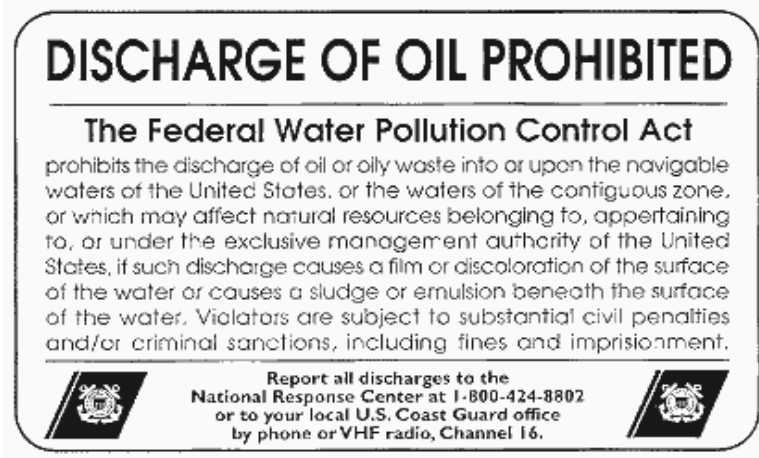 DISCHARGE OF OIL PROHIBITED
The Federal Water Pollution Control Act
prohibits the discharge of oil or oily waste into or upon the navigable
waters of the United States, or the waters of the contiguous zone,
or which may affect natural resources belonging to, appertaining
to, or under the exclusive management authority of the United
States, if such discharge causes a film or discoloration of the surface
of the water or causes a sludge or emulsion beneath the surface
of the water. Violators are subject to substantial civil penalties
and/or criminal sanctions, including fines and imprisionment.
Report all discharges to the
National Response Center at 1-800-424-8802
or to your local U.S. Coast Guard office
by phone or VHF radio, Channel 16.